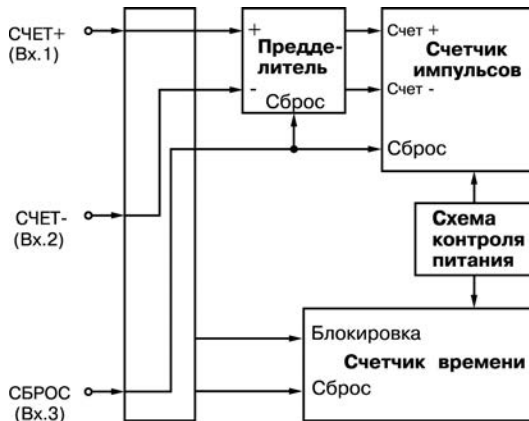 СЧЕТ+
(Вх.1)
+
Предде-
литель
-
Сброс
Счет +
Счетчик
импульсов
Счет -
Сброс
СЧЕТ-
(Вх.2)
Схема
контроля
питания
Блокировка
Счетчик времени
Сброс
СБРОС
(Вх.3)